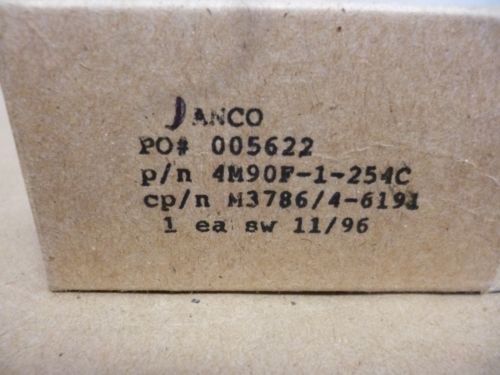 JANCO
PO# 005622
p/n 4M90F-1-254C
cp/n M3786/4-6191
1 ea sw 11/96